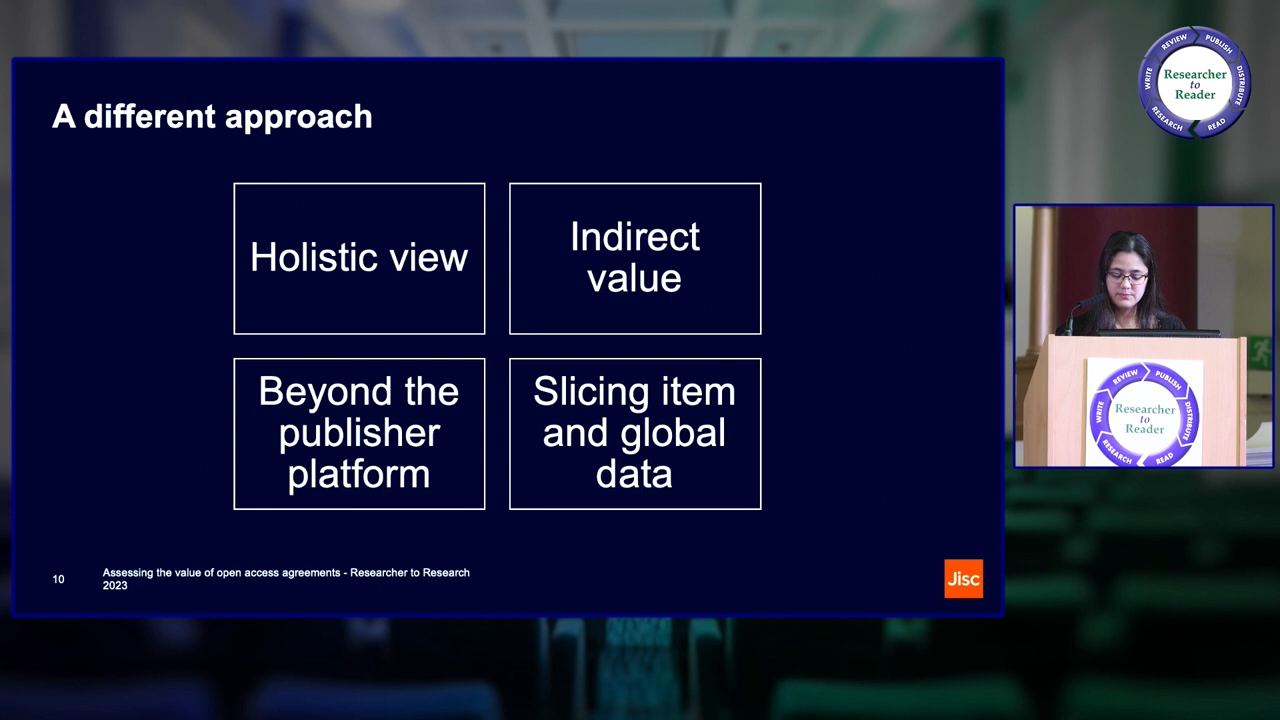 A different approach
Holistic view
Indirect
value
Beyond the
publisher
platform
Slicing item
and global
data
10
Assessing the value of open access agreements - Researcher to Research
2023
Jisc
REVIEW
PUBLISH
DISTRIBUTE
READ
RESEARCH
WRITE
Researcher
to
Reader
REVIEW
PUBLISH
DISTRIBUTE
READ
RESEARCH
WRITE
Researcher
to
Reader